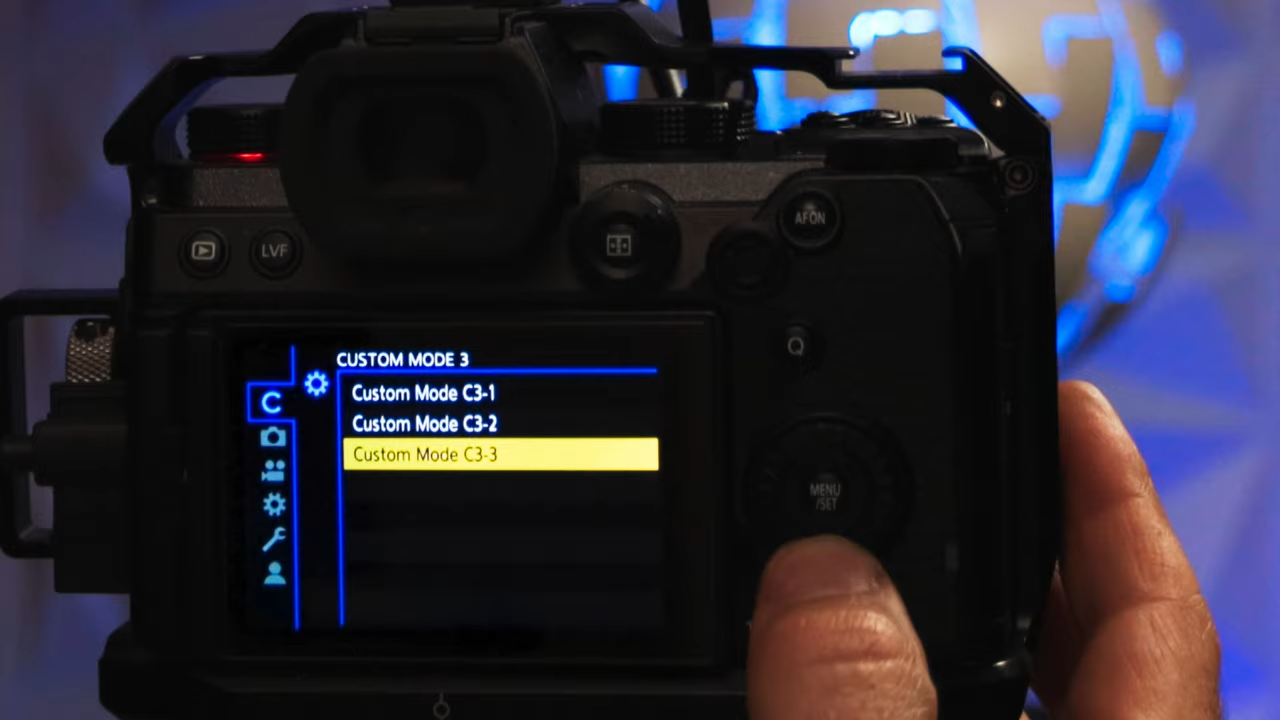 AFON
LVF
Q
CUSTOM MODE 3
C
Custom Mode C3-1
Custom Mode C3-2
Custom Mode C3-3
MENU
/SET